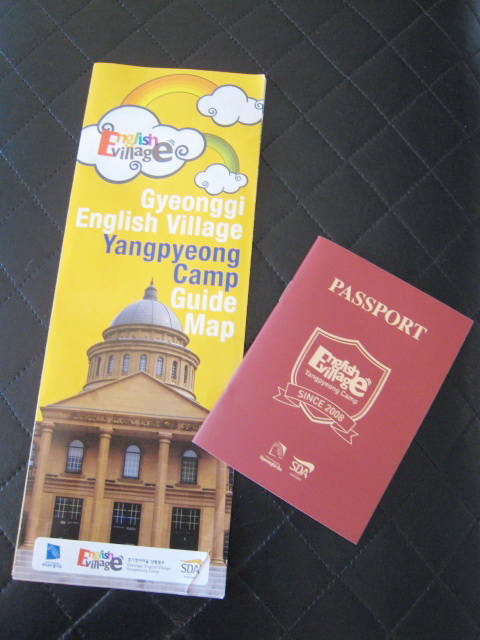 English
village
Gyeonggi
English Village
Yangpyeong
Camp
Guide
Map
English
village
SDA
PASSPORT
English
village
Yangpyeong Camp
SINCE 2008
SDA